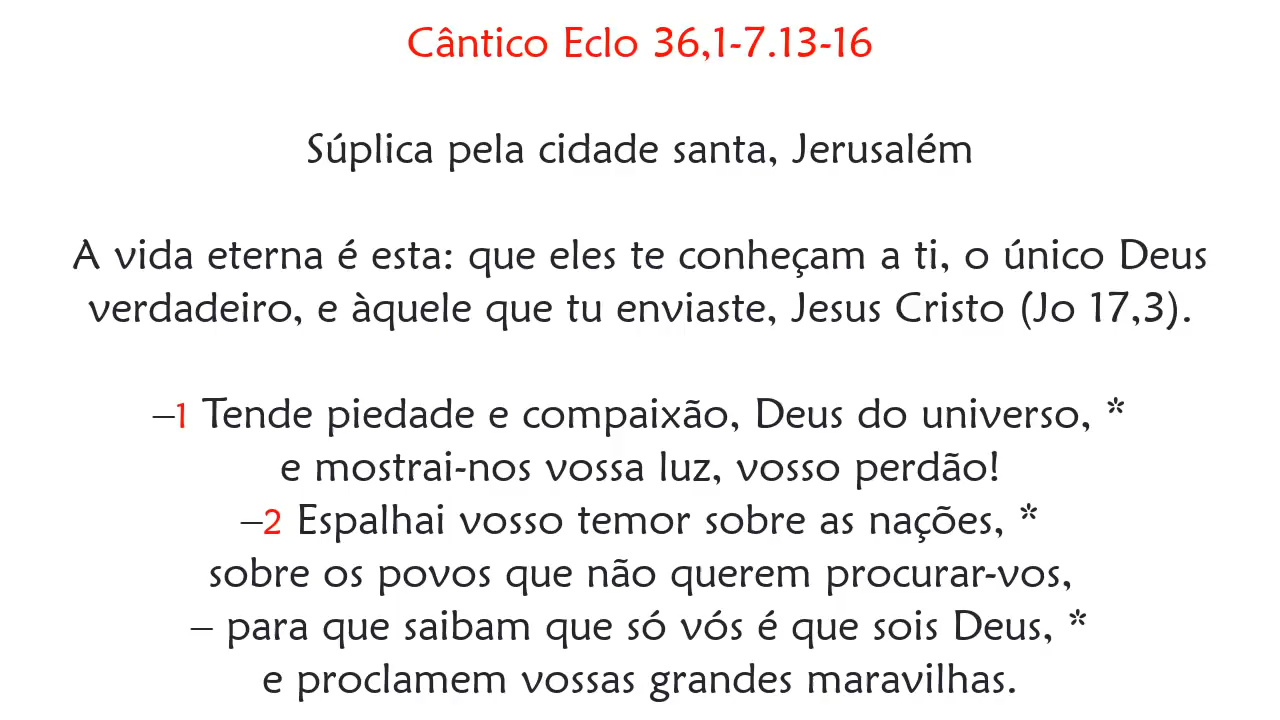 Cântico Eclo 36,1-7.13-16
Súplica pela cidade santa, Jerusalém
A vida eterna é esta: que eles te conheçam a ti, o único Deus
verdadeiro, e àquele que tu enviaste, Jesus Cristo (Jo 17,3).
–1 Tende piedade e compaixão, Deus do universo, *
e mostrai-nos vossa luz, vosso perdão!
–2 Espalhai vosso temor sobre as nações, *
sobre os povos que não querem procurar-vos,
– para que saibam que só vós é que sois Deus, *
e proclamem vossas grandes maravilhas.